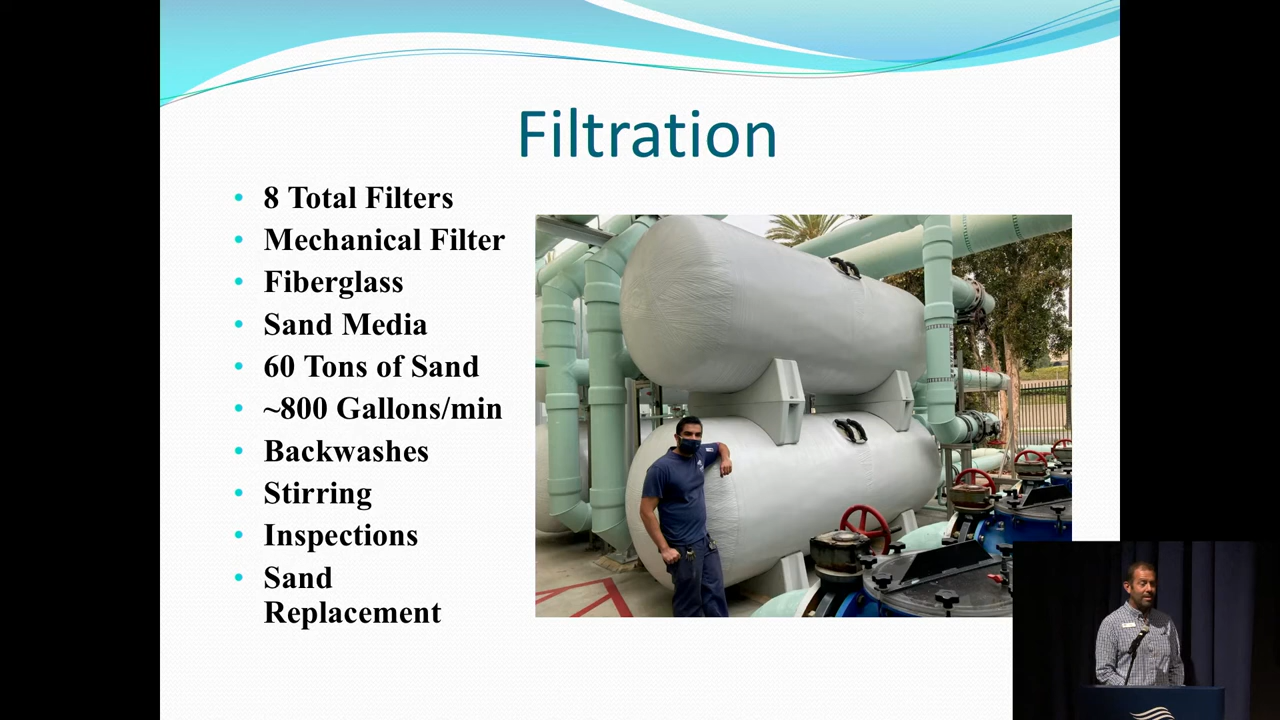 Filtration
8 Total Filters
Mechanical Filter
Fiberglass
Sand Media
60 Tons of Sand
~800 Gallons/min
Backwashes
Stirring
Inspections
Sand
Replacement